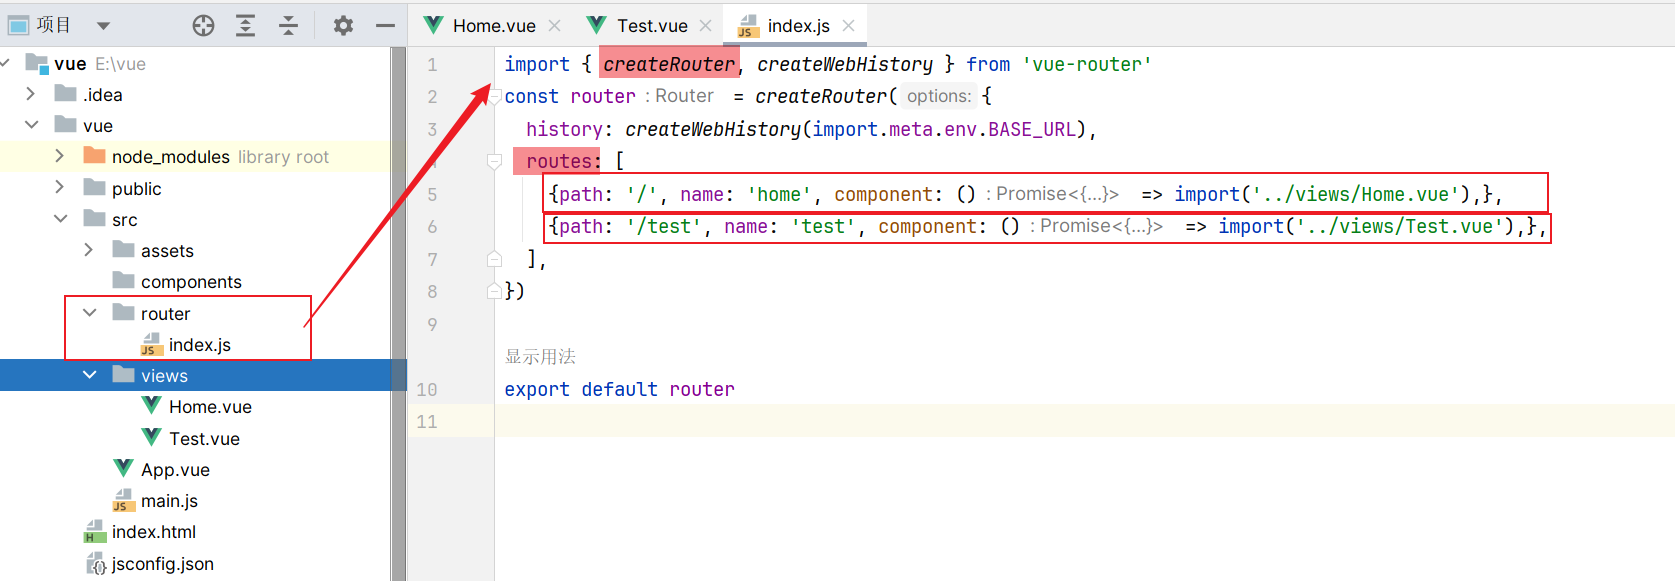 项目
vue E:\vue
.idea
vue
node_modules library root
public
src
assets
components
router
index.js
views
Home.vue
Test.vue
App.vue
main.js
index.html
jsconfig.json
Home.vue Test.vue index.js
1 import { createRouter, createWebHistory } from 'vue-router'
2 const router : Router = createRouter( options: {
3 history: createWebHistory(import.meta.env.BASE_URL),
routes: [
5 {path: '/', name: 'home', component: () : Promise<{...}> => import('../views/Home.vue'),},
6 {path: '/test', name: 'test', component: () : Promise<{...}> => import('../views/Test.vue'),},
7 ],
8 })
9
显示用法
10 export default router
11